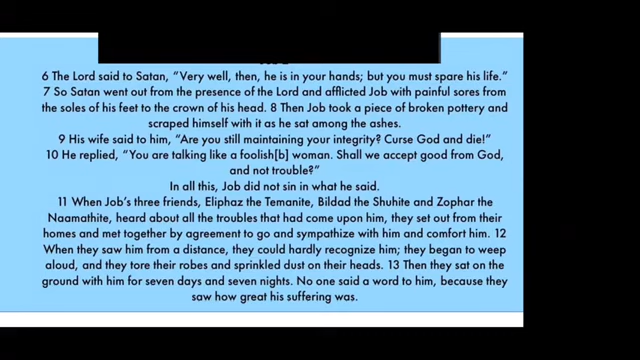 6 The Lord said to Satan, “Very well, then, he is in your hands; but you must spare his life.”
7 So Satan went out from the presence of the Lord and afflicted Job with painful sores from
the soles of his feet to the crown of his head. 8 Then Job took a piece of broken pottery and
scraped himself with it as he sat among the ashes.
9 His wife said to him, “Are you still maintaining your integrity? Curse God and die!”
10 He replied, “You are talking like a foolish[b] woman. Shall we accept good from God,
and not trouble?”
In all this, Job did not sin in what he said.
11 When Job’s three friends, Eliphaz the Temanite, Bildad the Shuhite and Zophar the
Naamathite, heard about all the troubles that had come upon him, they set out from their
homes and met together by agreement to go and sympathize with him and comfort him. 12
When they saw him from a distance, they could hardly recognize him; they began to weep
aloud, and they tore their robes and sprinkled dust on their heads. 13 Then they sat on the
ground with him for seven days and seven nights. No one said a word to him, because they
saw how great his suffering was.